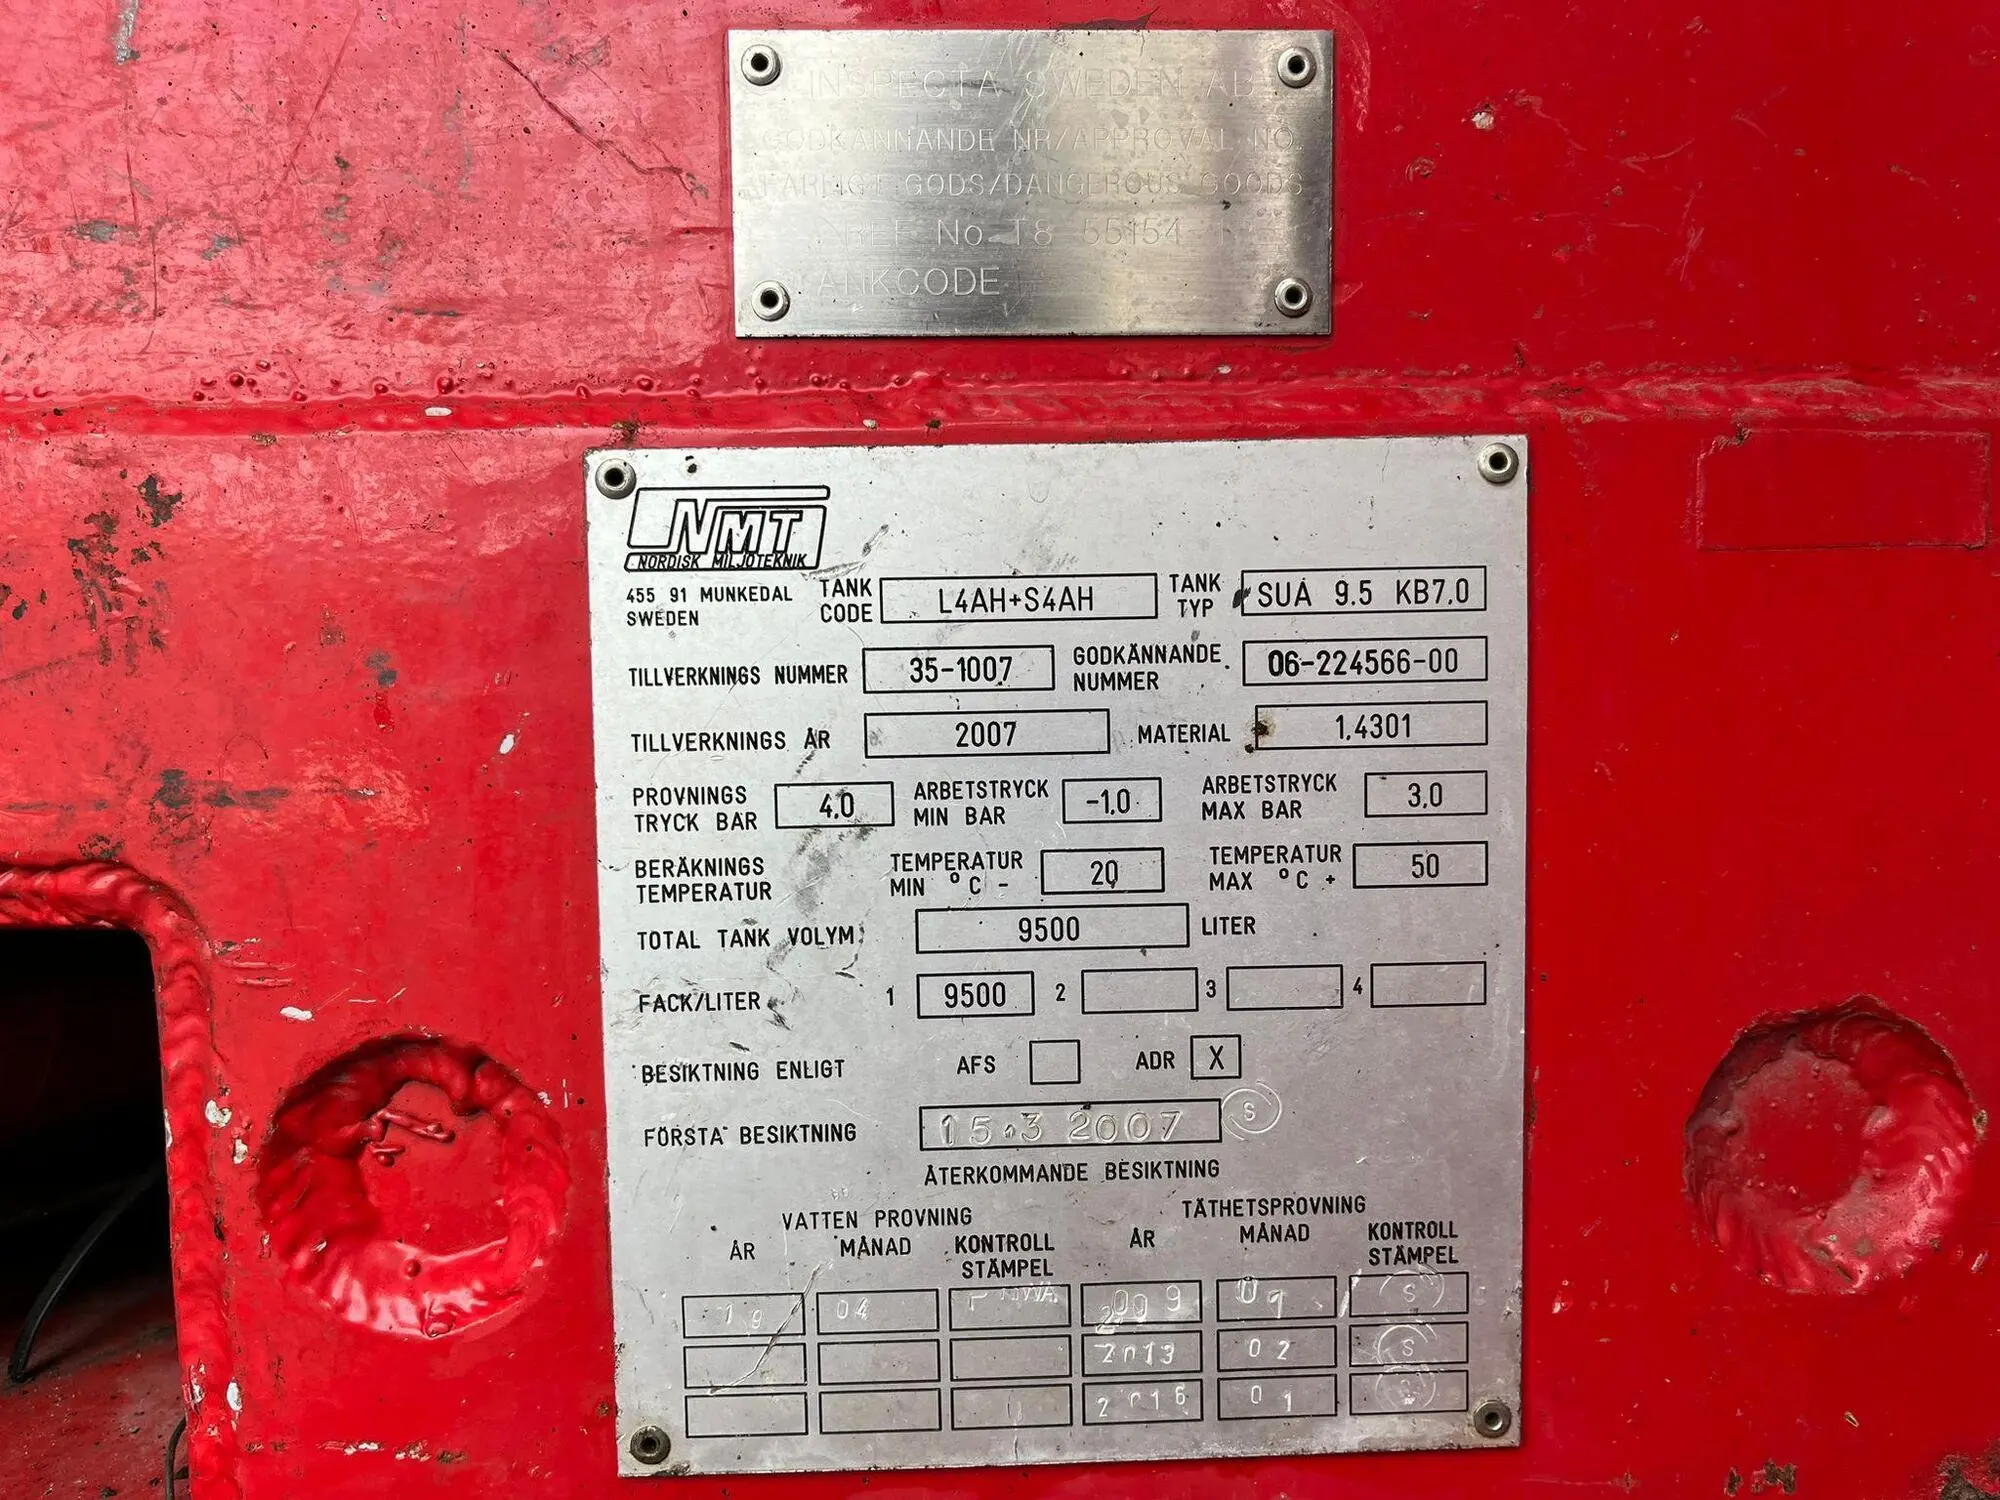 INSPECTA SWEDEN AB
GODKÄNNANDE NR/APPROVAL NO.
FARLIGT GODS/DANGEROUS GOODS
REF No T8 55154
TANKCODE
NMT
NORDISK MILJÖTEKNIK
455 91 MUNKEDAL
SWEDEN
TANK CODE L4AH+S4AH TANK TYP SUA 9.5 KB7.0
TILLVERKNINGS NUMMER 35-1007 GODKÄNNANDE NUMMER 06-224566-00
TILLVERKNINGS ÅR 2007 MATERIAL 1.4301
PROVNINGS TRYCK BAR 4.0 ARBETSTRYCK MIN BAR -1.0 ARBETSTRYCK MAX BAR 3.0
BERÄKNINGS TEMPERATUR TEMPERATUR MIN °C - 20 TEMPERATUR MAX °C + 50
TOTAL TANK VOLYM 9500 LITER
FACK/LITER 1 9500 2 3 4
BESIKTNING ENLIGT AFS ADR X
FÖRSTA BESIKTNING 15.3 2007 S
ÅTERKOMMANDE BESIKTNING
VATTEN PROVNING TÄTHETSPROVNING
ÅR MÅNAD KONTROLL STÄMPEL ÅR MÅNAD KONTROLL STÄMPEL
19 04 2009 S
2013 02 S
2016 01 S